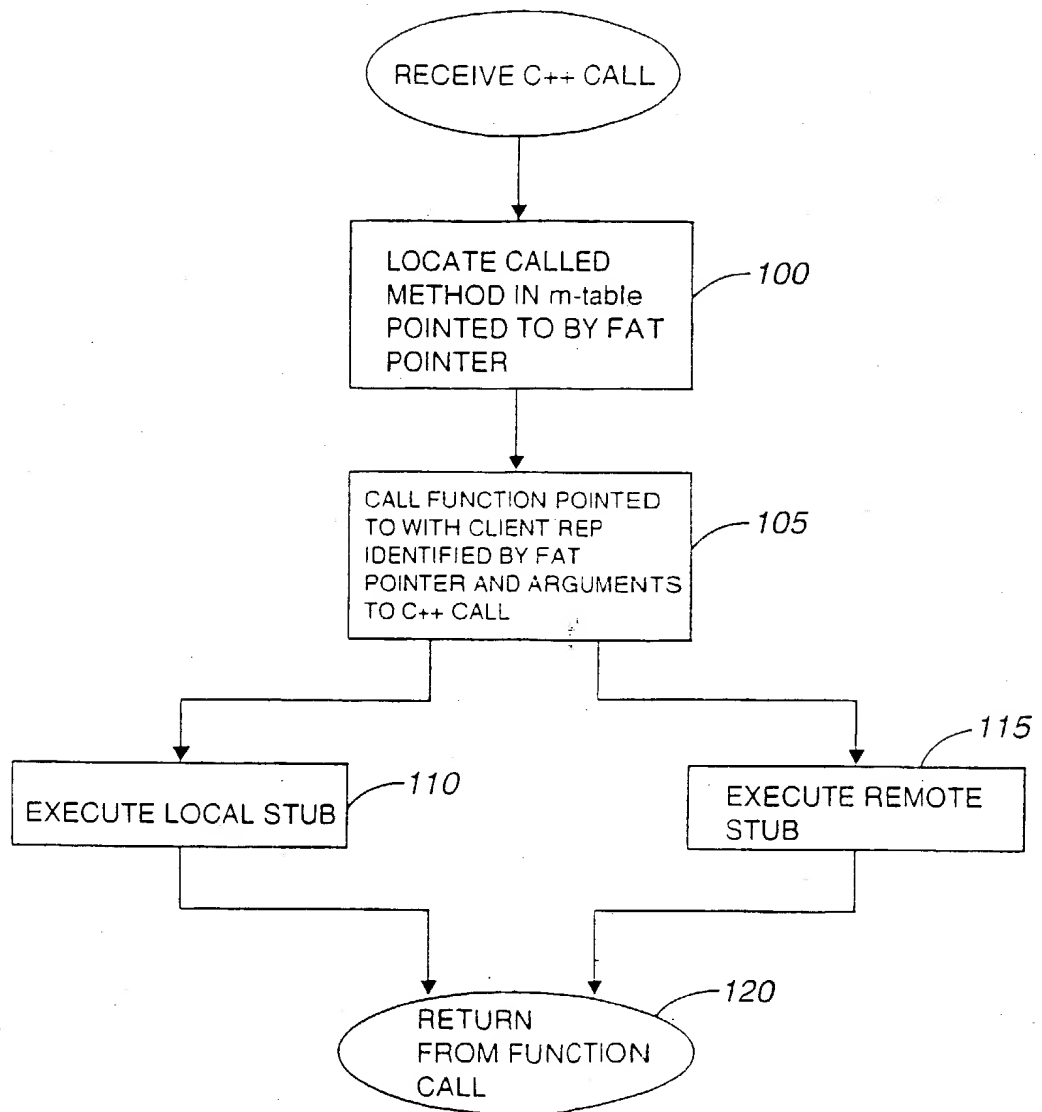 RECEIVE C++ CALL
LOCATE CALLED
METHOD IN m-table
POINTED TO BY FAT
POINTER
100
CALL FUNCTION POINTED
TO WITH CLIENT REP
IDENTIFIED BY FAT
POINTER AND ARGUMENTS
TO C++ CALL
105
EXECUTE LOCAL STUB
110
EXECUTE REMOTE
STUB
115
RETURN
FROM FUNCTION
CALL
120